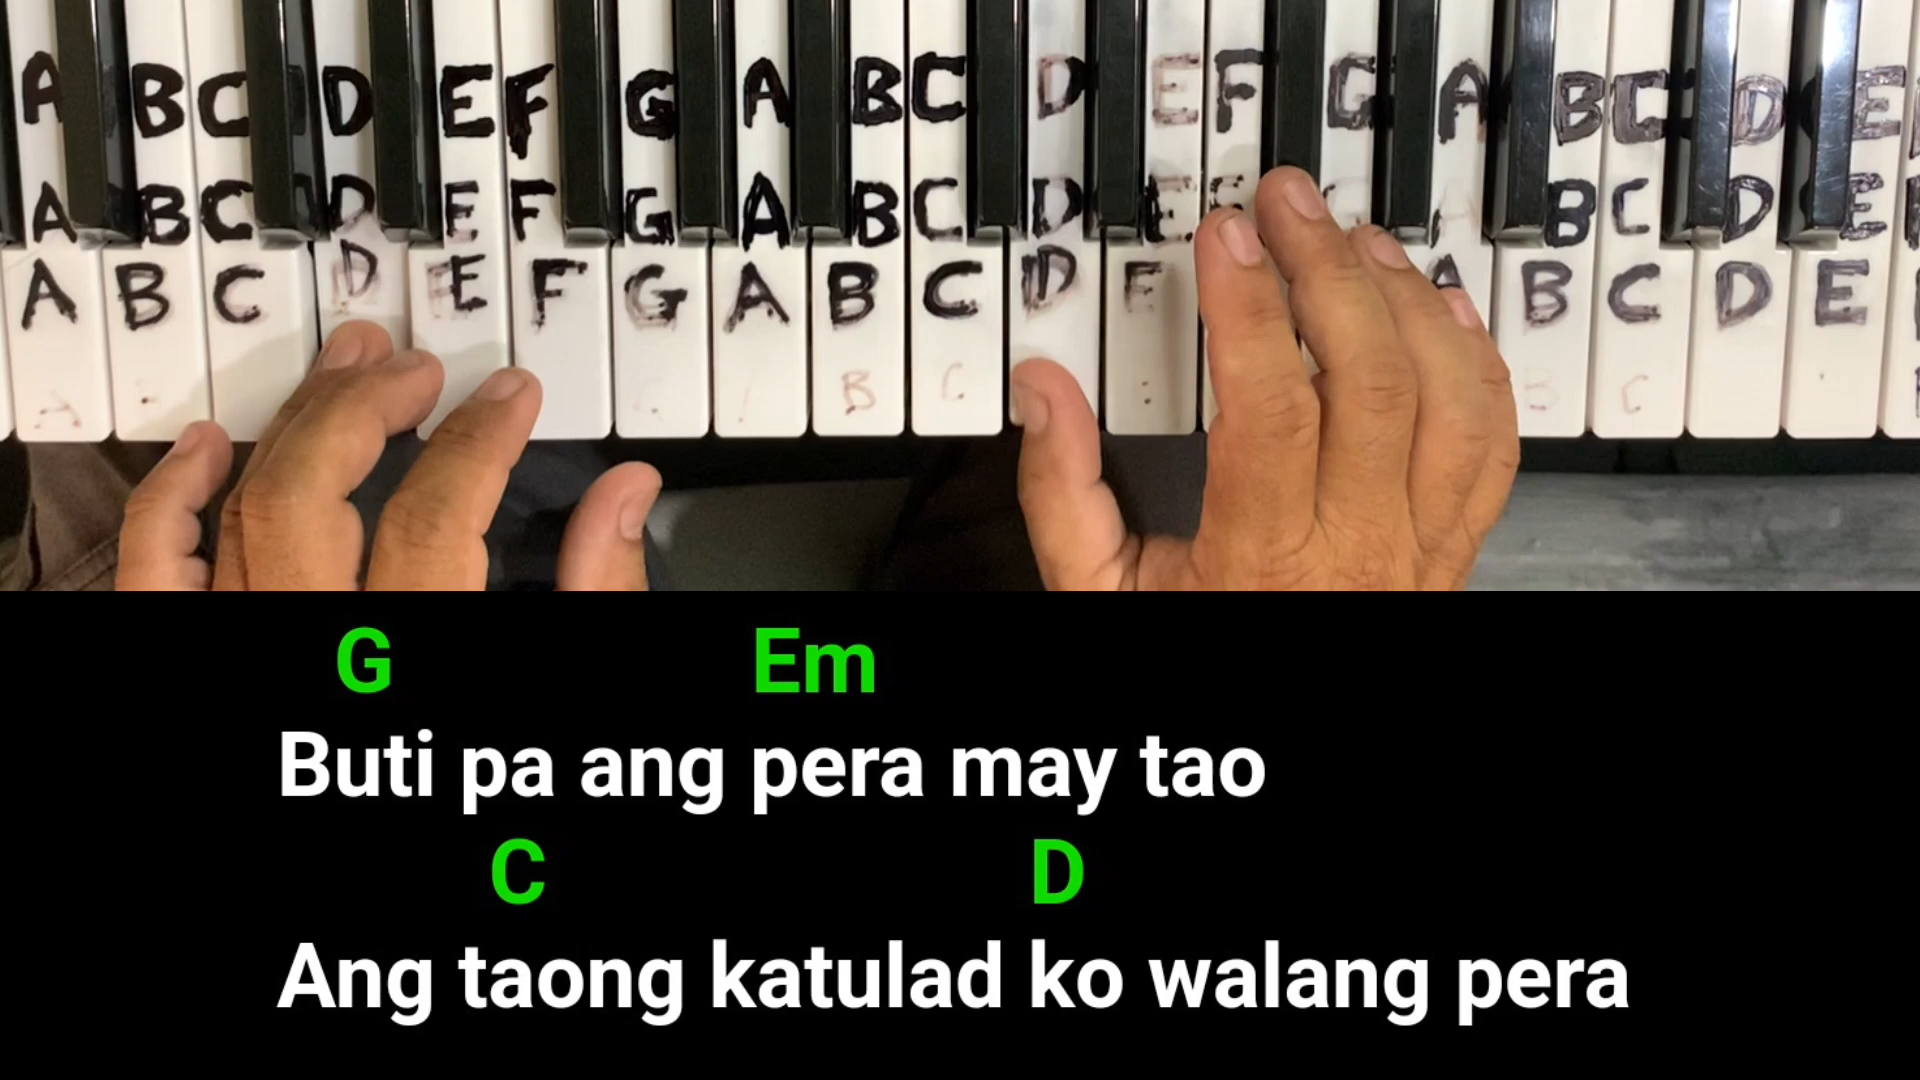 A B C D E F G A B C D E F G A B C D E
A B C D E F G A B C D E B C D E
A B C D E F G A B C D E A B C D E
B C C
G Em
Buti pa ang pera may tao
C D
Ang taong katulad ko walang pera